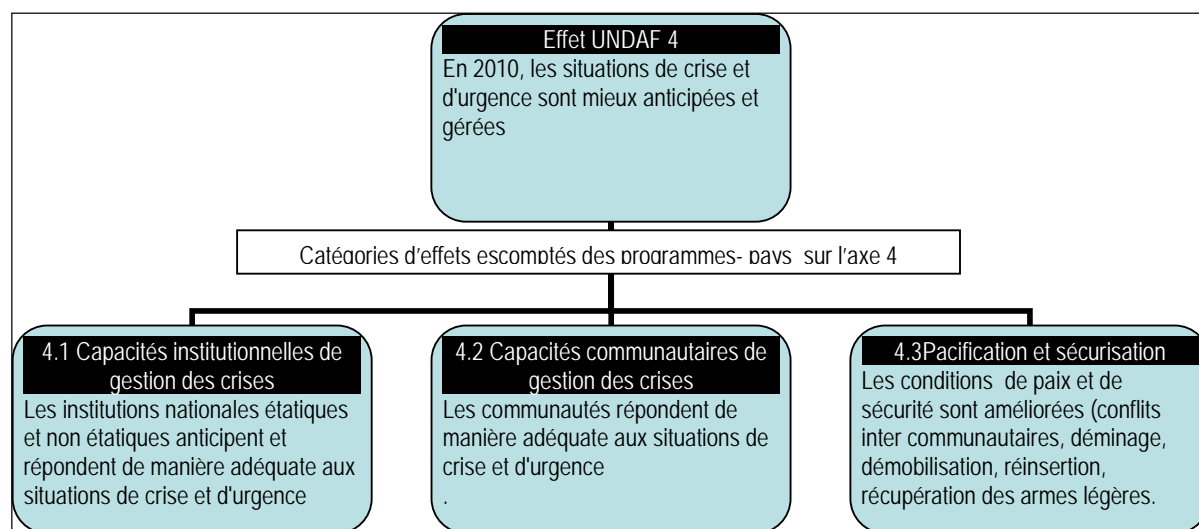 Effet UNDAF 4
En 2010, les situations de crise et
d'urgence sont mieux anticipées et
gérées
Catégories d'effets escomptés des programmes- pays sur l'axe 4
4.1 Capacités institutionnelles de
gestion des crises
Les institutions nationales étatiques
et non étatiques anticipent et
répondent de manière adéquate aux
situations de crise et d'urgence
4.2 Capacités communautaires de
gestion des crises
Les communautés répondent de
manière adéquate aux situations de
crise et d'urgence
.
4.3Pacification et sécurisation
Les conditions de paix et de
sécurité sont améliorées (conflits
inter communautaires, déminage,
démobilisation, réinsertion,
récupération des armes légères.